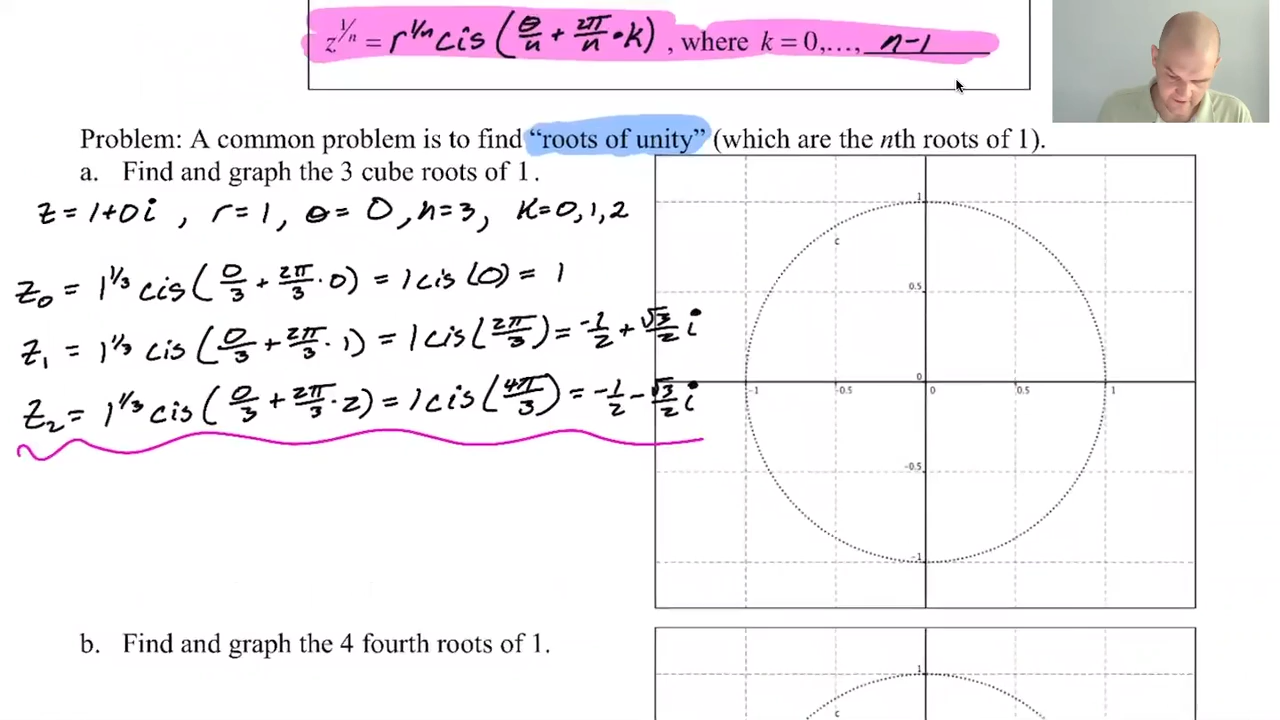 z^{1/n} = r^{1/n} cis (θ/n + 2π/n • k) , where k = 0,..., n-1
Problem: A common problem is to find “roots of unity” (which are the nth roots of 1).
a. Find and graph the 3 cube roots of 1.
z = 1+0i , r = 1, θ = 0, n=3, k=0,1,2
z_0 = 1^{1/3} cis ( 0/3 + 2π/3 · 0) = 1 cis (0) = 1
z_1 = 1^{1/3} cis ( 0/3 + 2π/3 · 1) = 1 cis ( 2π/3 ) = -1/2 + √3/2 i
z_2 = 1^{1/3} cis ( 0/3 + 2π/3 · 2) = 1 cis ( 4π/3 ) = -1/2 - √3/2 i
1
c
0.5
0
-1 -0.5 0 0.5 1
-0.5
-1
b. Find and graph the 4 fourth roots of 1.
1
c